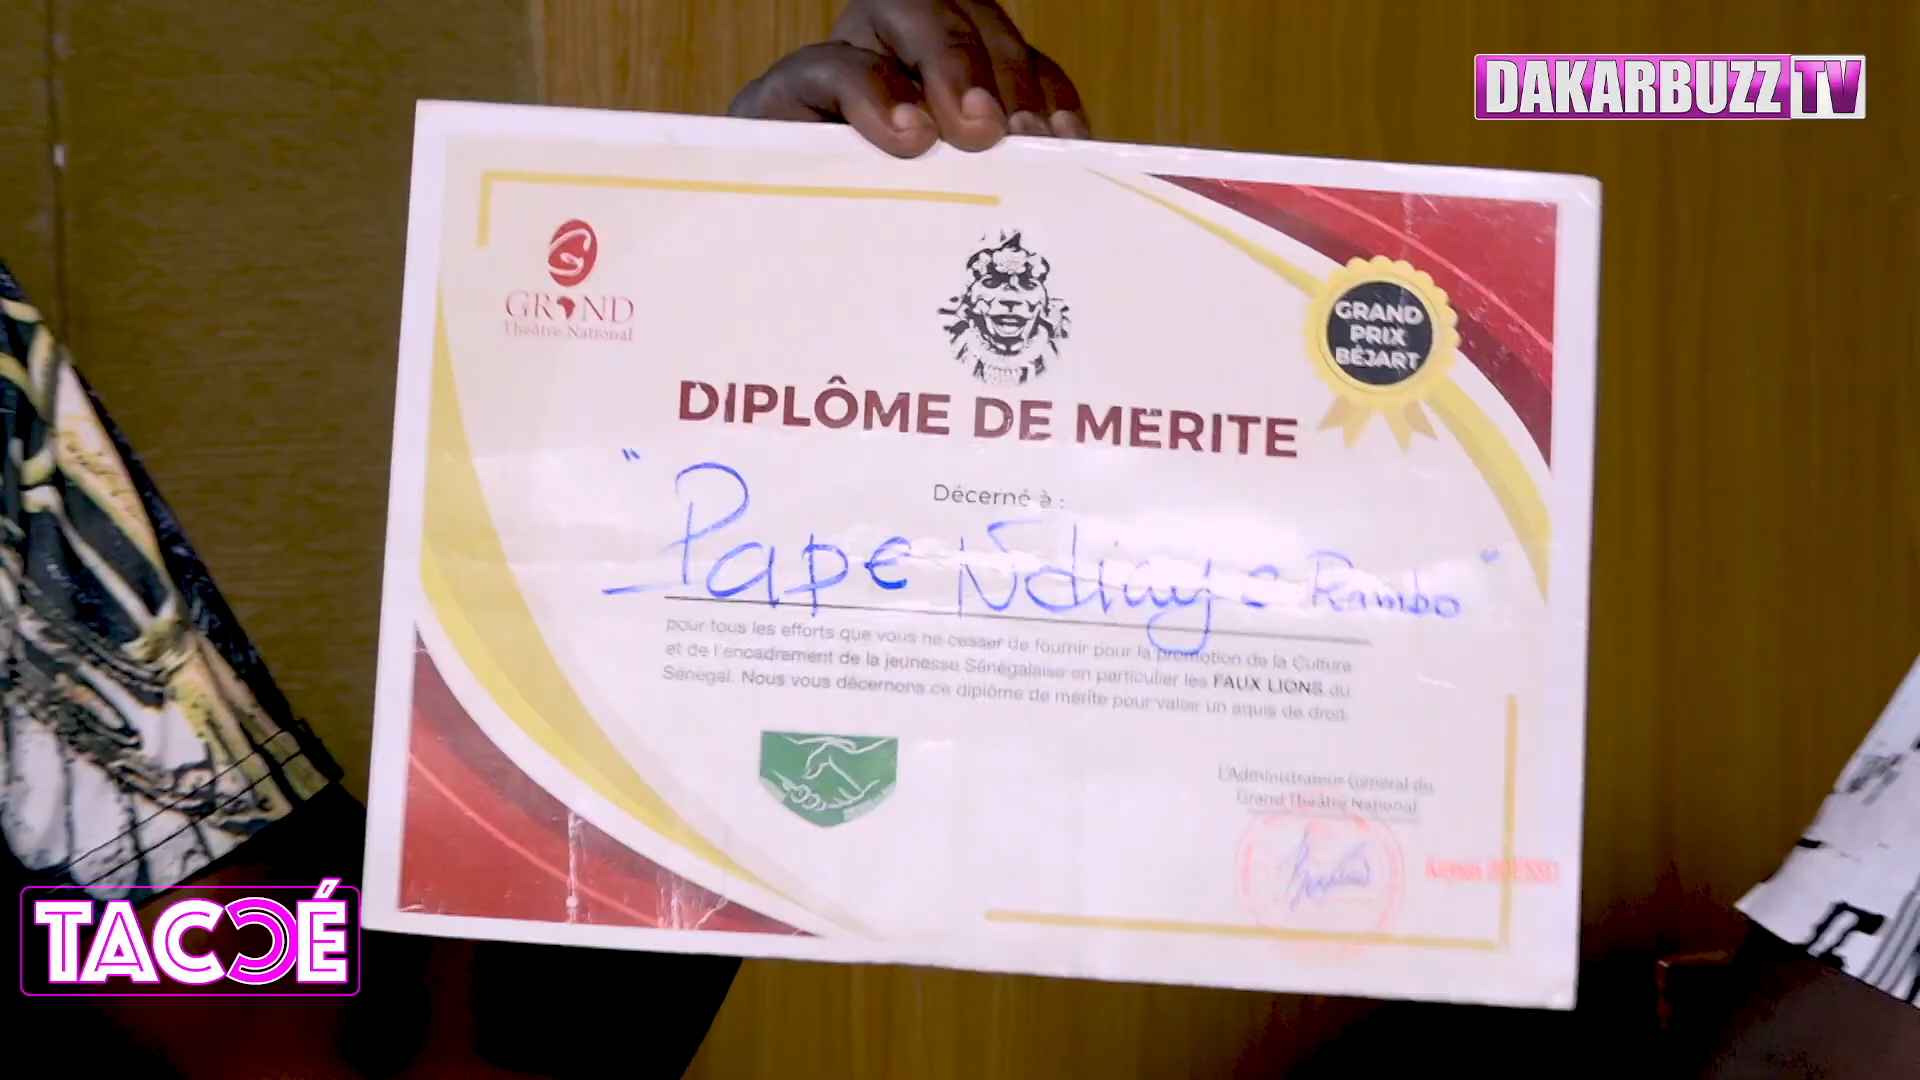 DAKARBUZZ TV
GRAND
Théâtre National
GRAND
PRIX
BÉJART
DIPLÔME DE MERITE
Décerné à :
"Pape Ndiaye Rambo"
pour tous les efforts que vous ne cesser de fournir pour la promotion de la Culture
et de l'encadrement de la jeunesse Sénégalaise en particulier les FAUX LIONS du
Sénégal. Nous vous décernons ce diplôme de mérite pour valoir un aquis de droit.
L'Administrateur Général du
Grand Théâtre National
TACCÉ